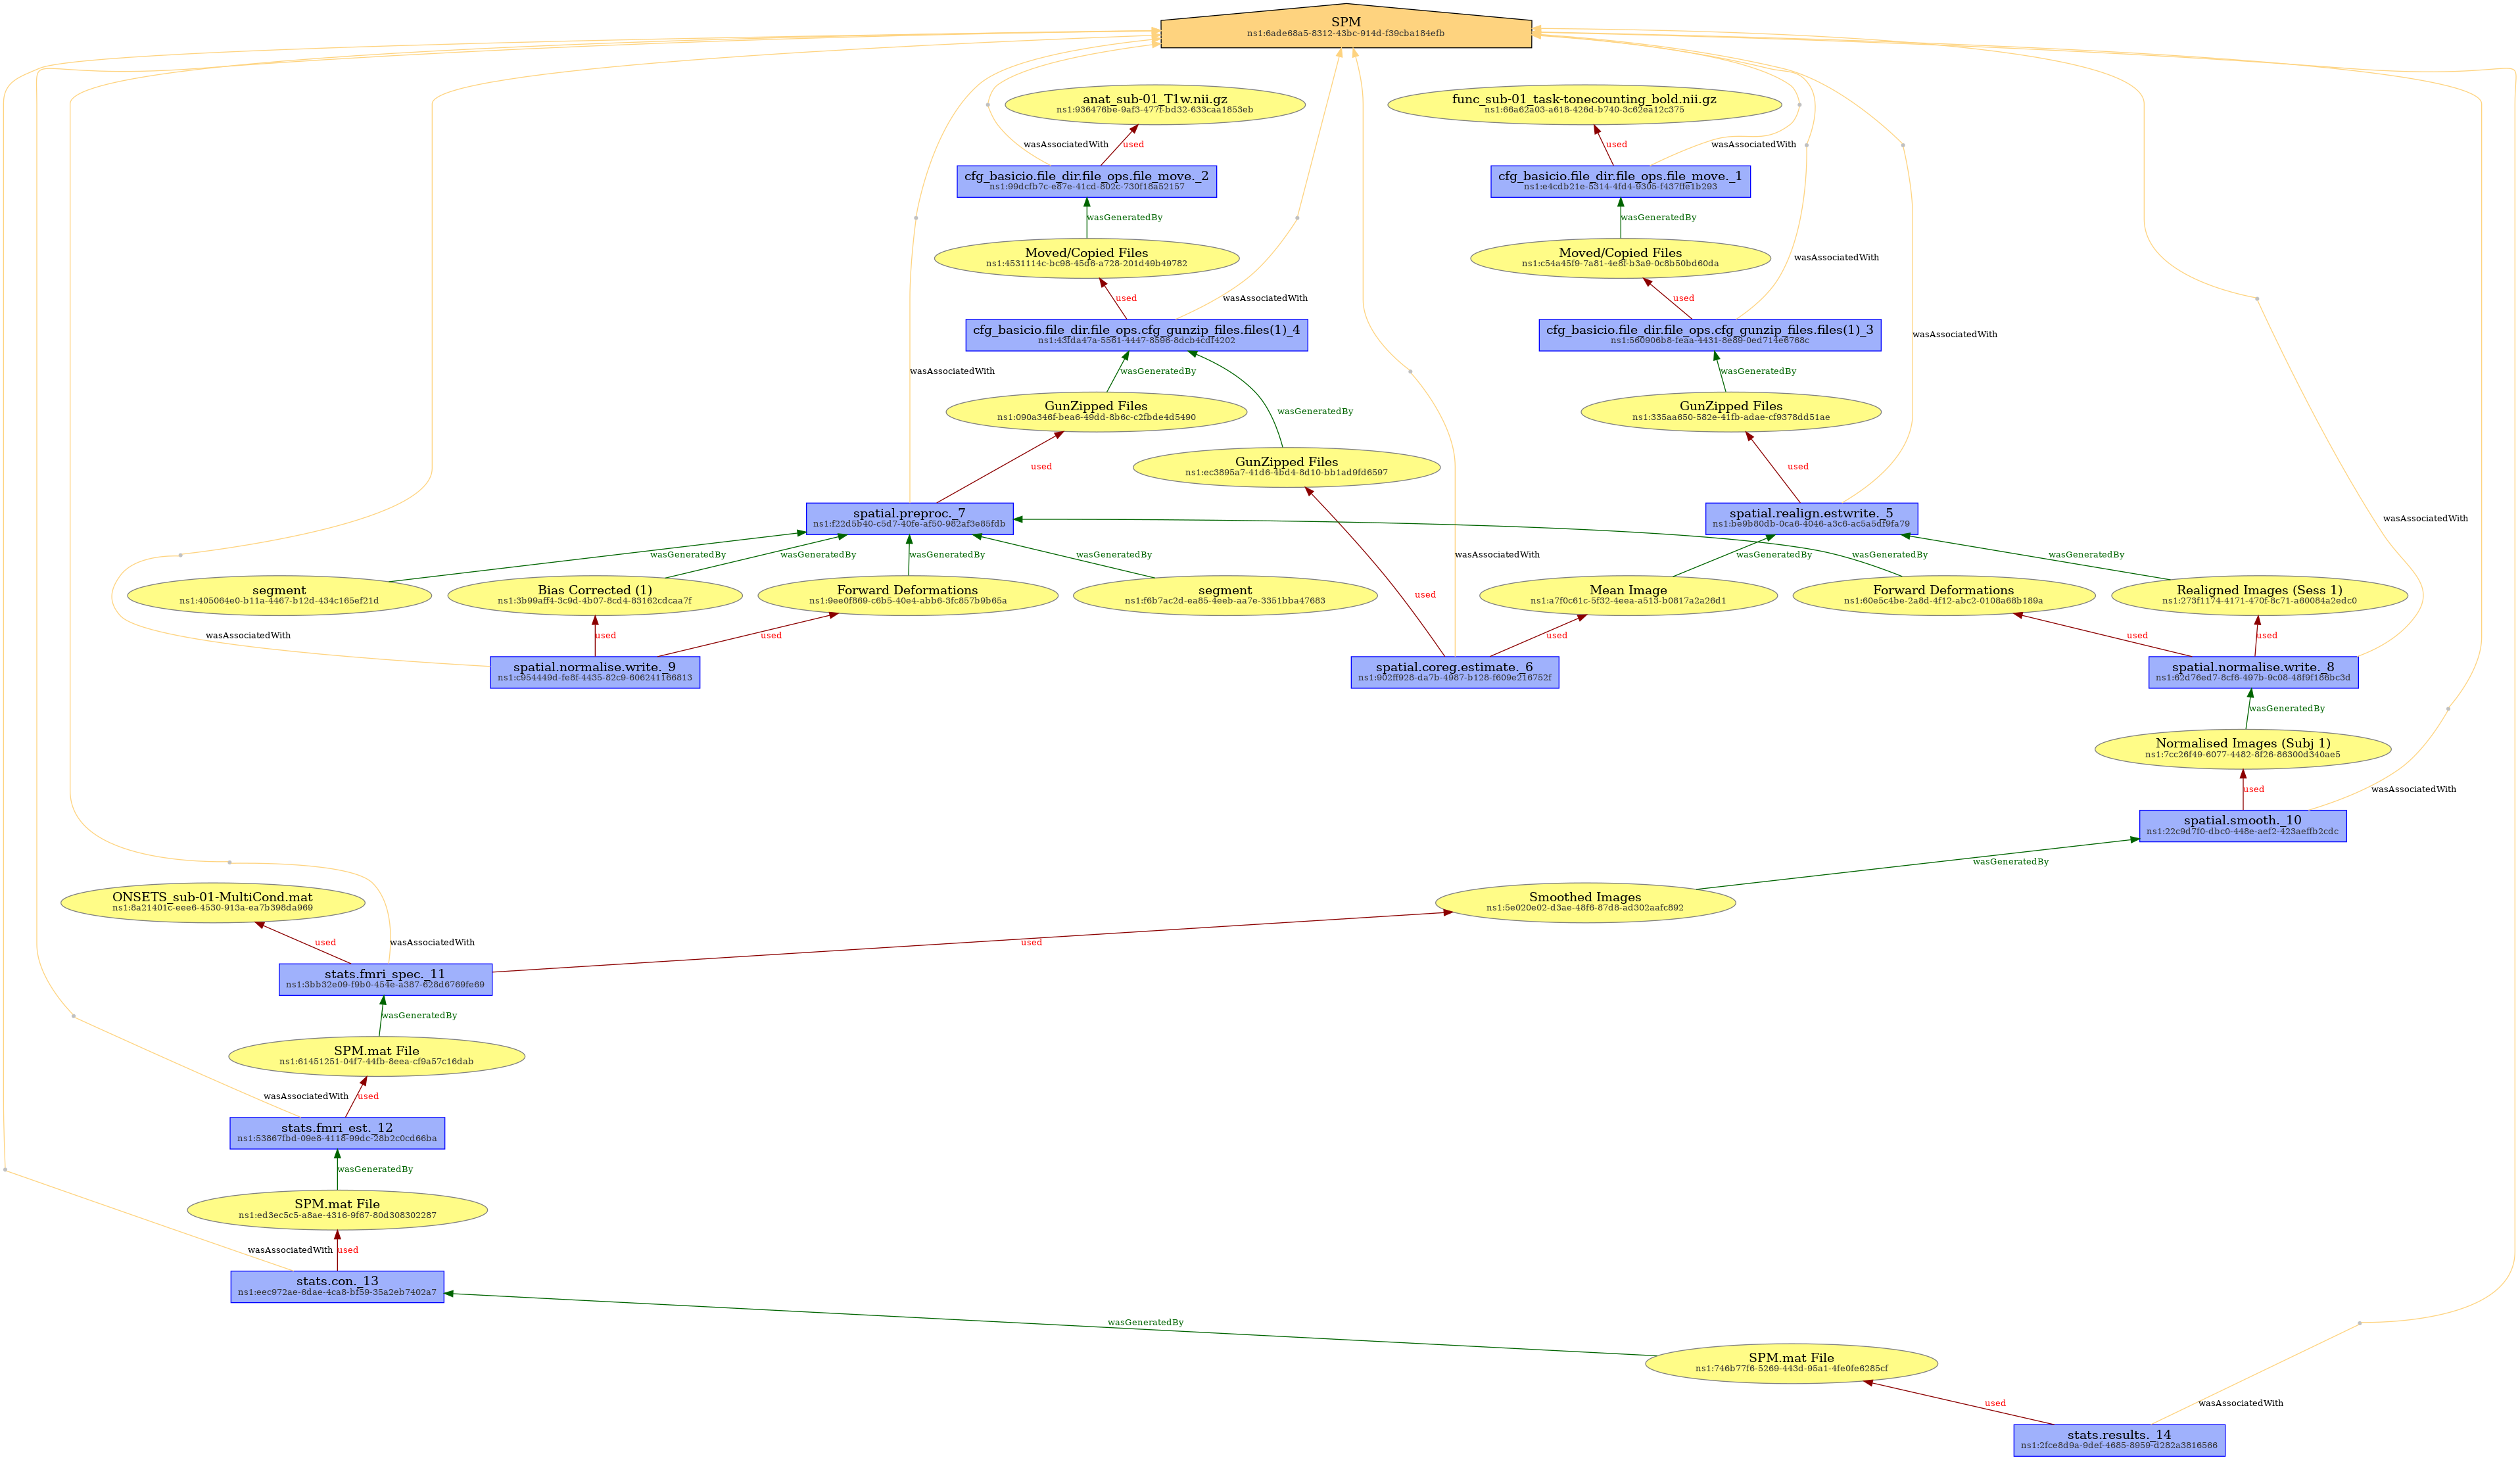 SPM
ns1:6ade68a5-8312-43bc-914d-f39cba184efb
anat_sub-01_T1w.nii.gz
ns1:936476be-9af3-477f-bd32-633caa1853eb
func_sub-01_task-tonecounting_bold.nii.gz
ns1:66a62a03-a618-426d-b740-3c62ea12c375
wasAssociatedWith
used
used
wasAssociatedWith
cfg_basicio.file_dir.file_ops.file_move._2
ns1:99dcfb7c-e87e-41cd-802c-730f18a52157
cfg_basicio.file_dir.file_ops.file_move._1
ns1:e4cdb21e-5314-4fd4-9305-f437ffe1b293
wasGeneratedBy
wasGeneratedBy
Moved/Copied Files
ns1:4531114c-bc98-45d6-a728-201d49b49782
Moved/Copied Files
ns1:c54a45f9-7a81-4e8f-b3a9-0c8b50bd60da
wasAssociatedWith
used
wasAssociatedWith
used
cfg_basicio.file_dir.file_ops.cfg_gunzip_files.files(1)_4
ns1:43fda47a-5561-4447-8596-8dcb4cdf4202
cfg_basicio.file_dir.file_ops.cfg_gunzip_files.files(1)_3
ns1:560906b8-feaa-4431-8e89-0ed714e6768c
wasAssociatedWith
wasAssociatedWith
wasGeneratedBy
wasGeneratedBy
GunZipped Files
ns1:090a346f-bea6-49dd-8b6c-c2fbde4d5490
wasGeneratedBy
GunZipped Files
ns1:335aa650-582e-41fb-adae-cf9378dd51ae
GunZipped Files
ns1:ec3895a7-41d6-4bd4-8d10-bb1ad9fd6597
used
used
spatial.preproc._7
ns1:f22d5b40-c5d7-40fe-af50-982af3e85fdb
spatial.realign.estwrite._5
ns1:be9b80db-0ca6-4046-a3c6-ac5a5df9fa79
wasAssociatedWith
wasGeneratedBy
wasGeneratedBy
wasGeneratedBy
wasGeneratedBy
wasAssociatedWith
wasGeneratedBy
wasGeneratedBy
wasGeneratedBy
segment
ns1:405064e0-b11a-4467-b12d-434c165ef21d
Bias Corrected (1)
ns1:3b99aff4-3c9d-4b07-8cd4-83162cdcaa7f
Forward Deformations
ns1:9ee0f869-c6b5-40e4-abb6-3fc857b9b65a
segment
ns1:f6b7ac2d-ea85-4eeb-aa7e-3351bba47683
Mean Image
ns1:a7f0c61c-5f32-4eea-a513-b0817a2a26d1
Forward Deformations
ns1:60e5c4be-2a8d-4f12-abc2-0108a68b189a
Realigned Images (Sess 1)
ns1:273f1174-4171-470f-8c71-a60084a2edc0
wasAssociatedWith
used
used
used
used
used
used
spatial.normalise.write._9
ns1:c954449d-fe8f-4435-82c9-606241166813
spatial.coreg.estimate._6
ns1:902ff928-da7b-4987-b128-f609e216752f
spatial.normalise.write._8
ns1:62d76ed7-8cf6-497b-9c08-48f9f186bc3d
wasGeneratedBy
Normalised Images (Subj 1)
ns1:7cc26f49-6077-4482-8f26-86300d340ae5
used
wasAssociatedWith
spatial.smooth._10
ns1:22c9d7f0-dbc0-448e-aef2-423aeffb2cdc
wasGeneratedBy
ONSETS_sub-01-MultiCond.mat
ns1:8a21401c-eee6-4530-913a-ea7b398da969
Smoothed Images
ns1:5e020e02-d3ae-48f6-87d8-ad302aafc892
used
wasAssociatedWith
used
stats.fmri_spec._11
ns1:3bb32e09-f9b0-454e-a387-628d6769fe69
wasGeneratedBy
SPM.mat File
ns1:61451251-04f7-44fb-8eea-cf9a57c16dab
wasAssociatedWith
used
stats.fmri_est._12
ns1:53867fbd-09e8-4118-99dc-28b2c0cd66ba
wasGeneratedBy
SPM.mat File
ns1:ed3ec5c5-a8ae-4316-9f67-80d308302287
wasAssociatedWith
used
stats.con._13
ns1:eec972ae-6dae-4ca8-bf59-35a2eb7402a7
wasGeneratedBy
SPM.mat File
ns1:746b77f6-5269-443d-95a1-4fe0fe6285cf
used
wasAssociatedWith
stats.results._14
ns1:2fce8d9a-9def-4685-8959-d282a3816566